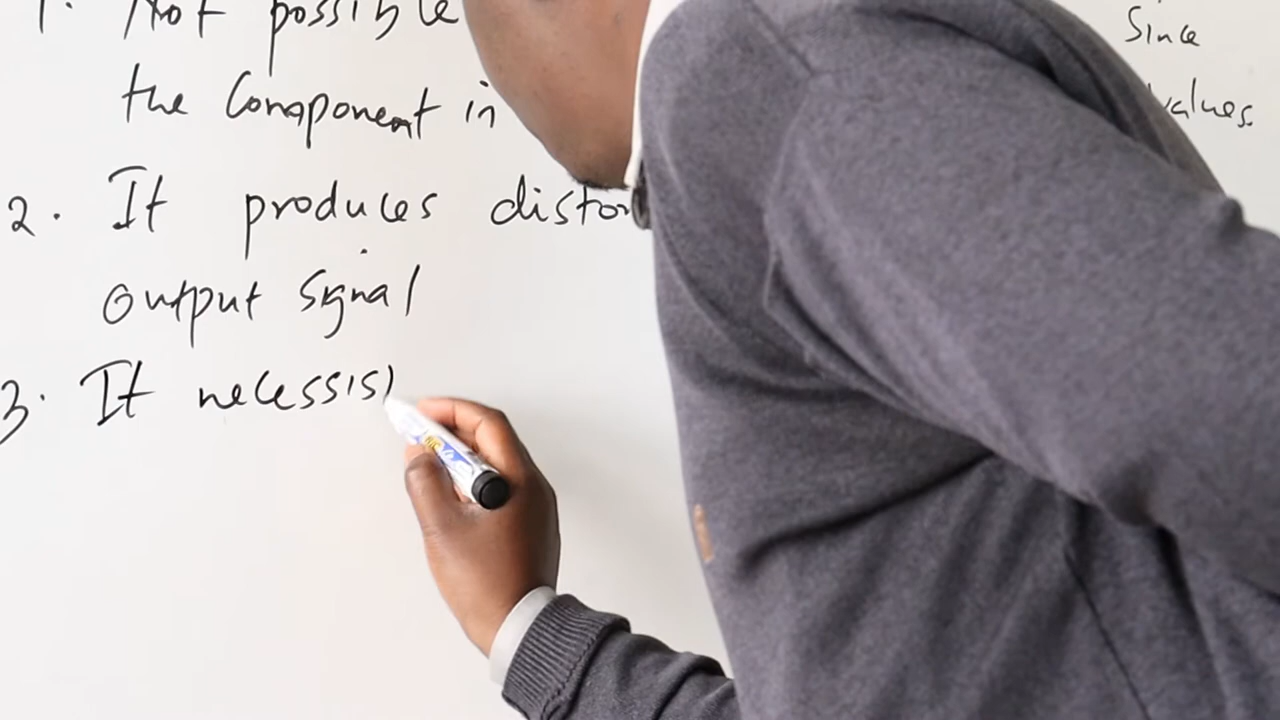 1. Not possible
the Component in
2. It produces distor
output Signal
3. It necessis
Since
values.